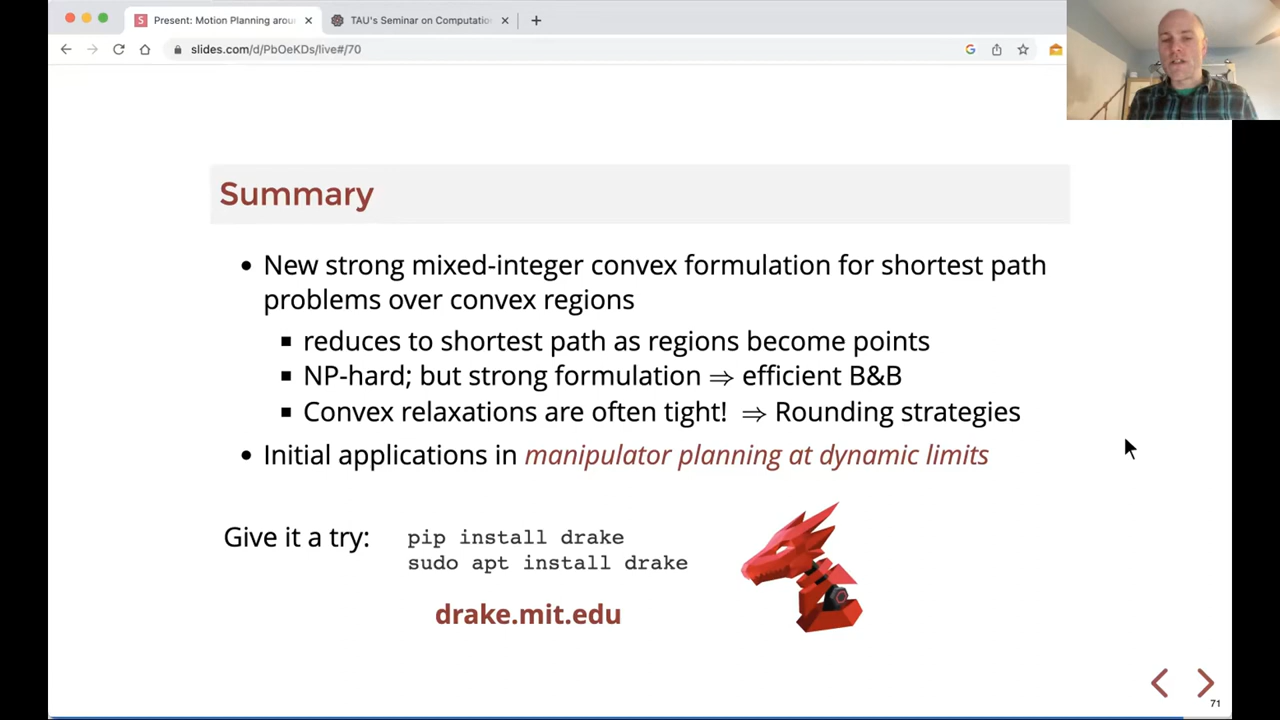 Present: Motion Planning arou
TAU's Seminar on Computatio
slides.com/d/PbOeKDs/live#/70
Summary
• New strong mixed-integer convex formulation for shortest path
problems over convex regions
▪ reduces to shortest path as regions become points
▪ NP-hard; but strong formulation ⇒ efficient B&B
▪ Convex relaxations are often tight! ⇒ Rounding strategies
• Initial applications in manipulator planning at dynamic limits
Give it a try: pip install drake
sudo apt install drake
drake.mit.edu
71